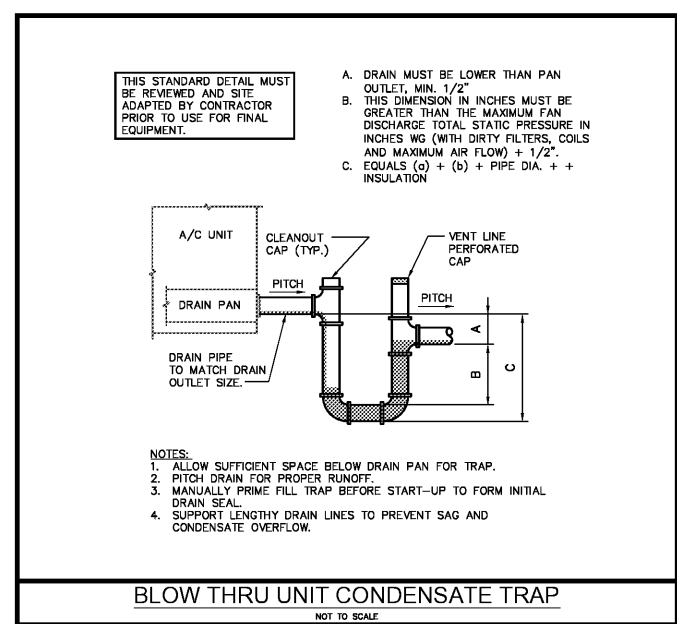 THIS STANDARD DETAIL MUST
BE REVIEWED AND SITE
ADAPTED BY CONTRACTOR
PRIOR TO USE FOR FINAL
EQUIPMENT.
A. DRAIN MUST BE LOWER THAN PAN
OUTLET, MIN. 1/2"
B. THIS DIMENSION IN INCHES MUST BE
GREATER THAN THE MAXIMUM FAN
DISCHARGE TOTAL STATIC PRESSURE IN
INCHES WG (WITH DIRTY FILTERS, COILS
AND MAXIMUM AIR FLOW) + 1/2".
C. EQUALS (a) + (b) + PIPE DIA. + +
INSULATION
A/C UNIT
CLEANOUT
CAP (TYP.)
VENT LINE
PERFORATED
CAP
PITCH
PITCH
DRAIN PAN
A
B
C
DRAIN PIPE
TO MATCH DRAIN
OUTLET SIZE.
NOTES:
1. ALLOW SUFFICIENT SPACE BELOW DRAIN PAN FOR TRAP.
2. PITCH DRAIN FOR PROPER RUNOFF.
3. MANUALLY PRIME FILL TRAP BEFORE START-UP TO FORM INITIAL
DRAIN SEAL.
4. SUPPORT LENGTHY DRAIN LINES TO PREVENT SAG AND
CONDENSATE OVERFLOW.
BLOW THRU UNIT CONDENSATE TRAP
NOT TO SCALE